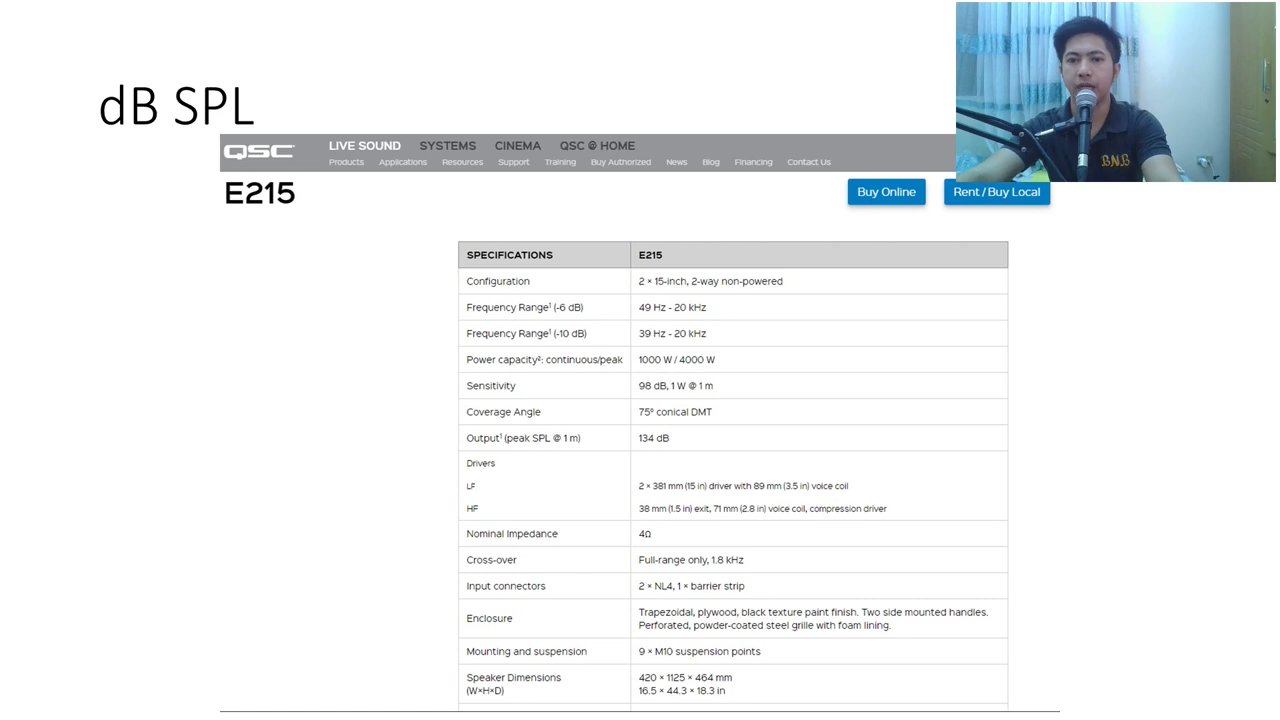 dB SPL
QSC
LIVE SOUND SYSTEMS CINEMA QSC @ HOME
Products Applications Resources Support Training Buy Authorized News Blog Financing Contact Us
E215
Buy Online
Rent / Buy Local
BNB
SPECIFICATIONS E215
Configuration 2 × 15-inch, 2-way non-powered
Frequency Range¹ (-6 dB) 49 Hz - 20 kHz
Frequency Range¹ (-10 dB) 39 Hz - 20 kHz
Power capacity²: continuous/peak 1000 W / 4000 W
Sensitivity 98 dB, 1 W @ 1 m
Coverage Angle 75° conical DMT
Output¹ (peak SPL @ 1 m) 134 dB
Drivers
LF 2 × 381 mm (15 in) driver with 89 mm (3.5 in) voice coil
HF 38 mm (1.5 in) exit, 71 mm (2.8 in) voice coil, compression driver
Nominal Impedance 4Ω
Cross-over Full-range only, 1.8 kHz
Input connectors 2 × NL4, 1 × barrier strip
Enclosure Trapezoidal, plywood, black texture paint finish. Two side mounted handles.
Perforated, powder-coated steel grille with foam lining.
Mounting and suspension 9 × M10 suspension points
Speaker Dimensions 420 × 1125 × 464 mm
(W×H×D) 16.5 × 44.3 × 18.3 in